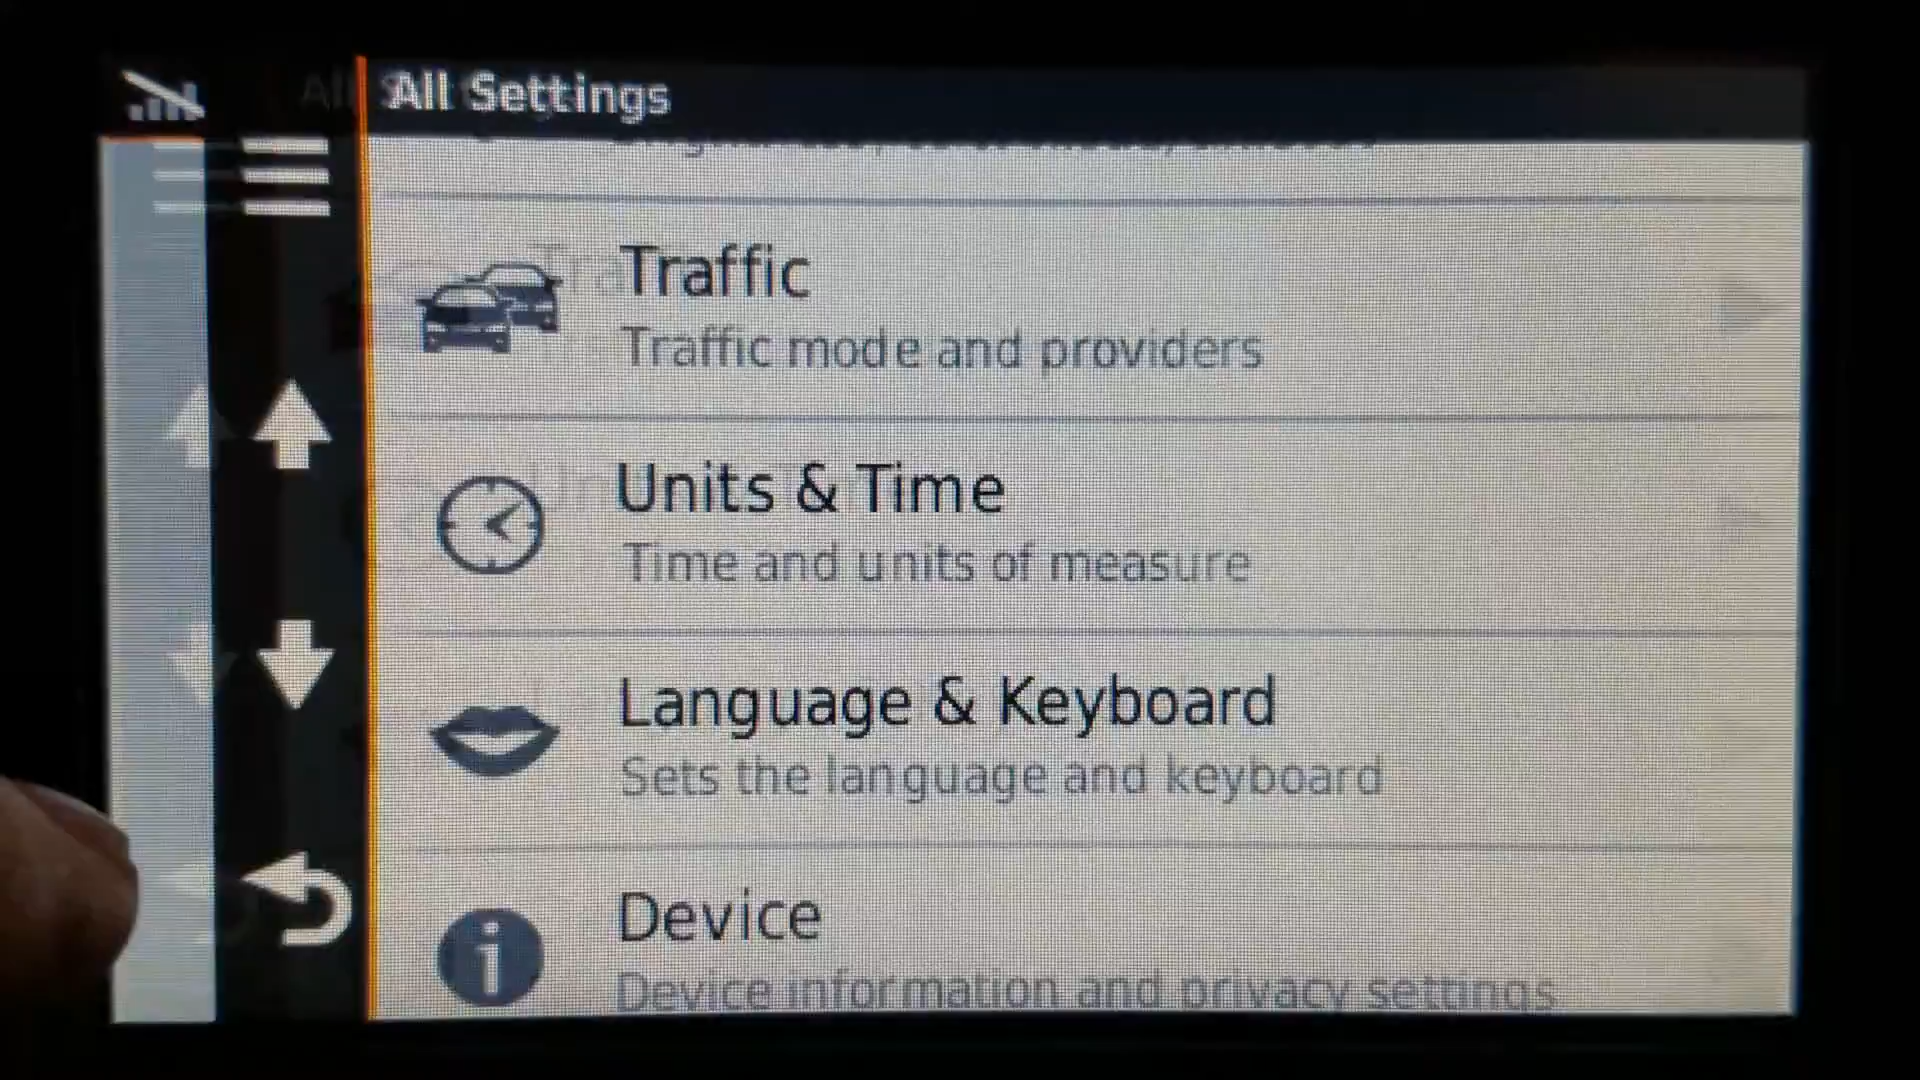 All Settings
Traffic
Traffic mode and providers
Units & Time
Time and units of measure
Language & Keyboard
Sets the language and keyboard
Device
Device information and privacy settings